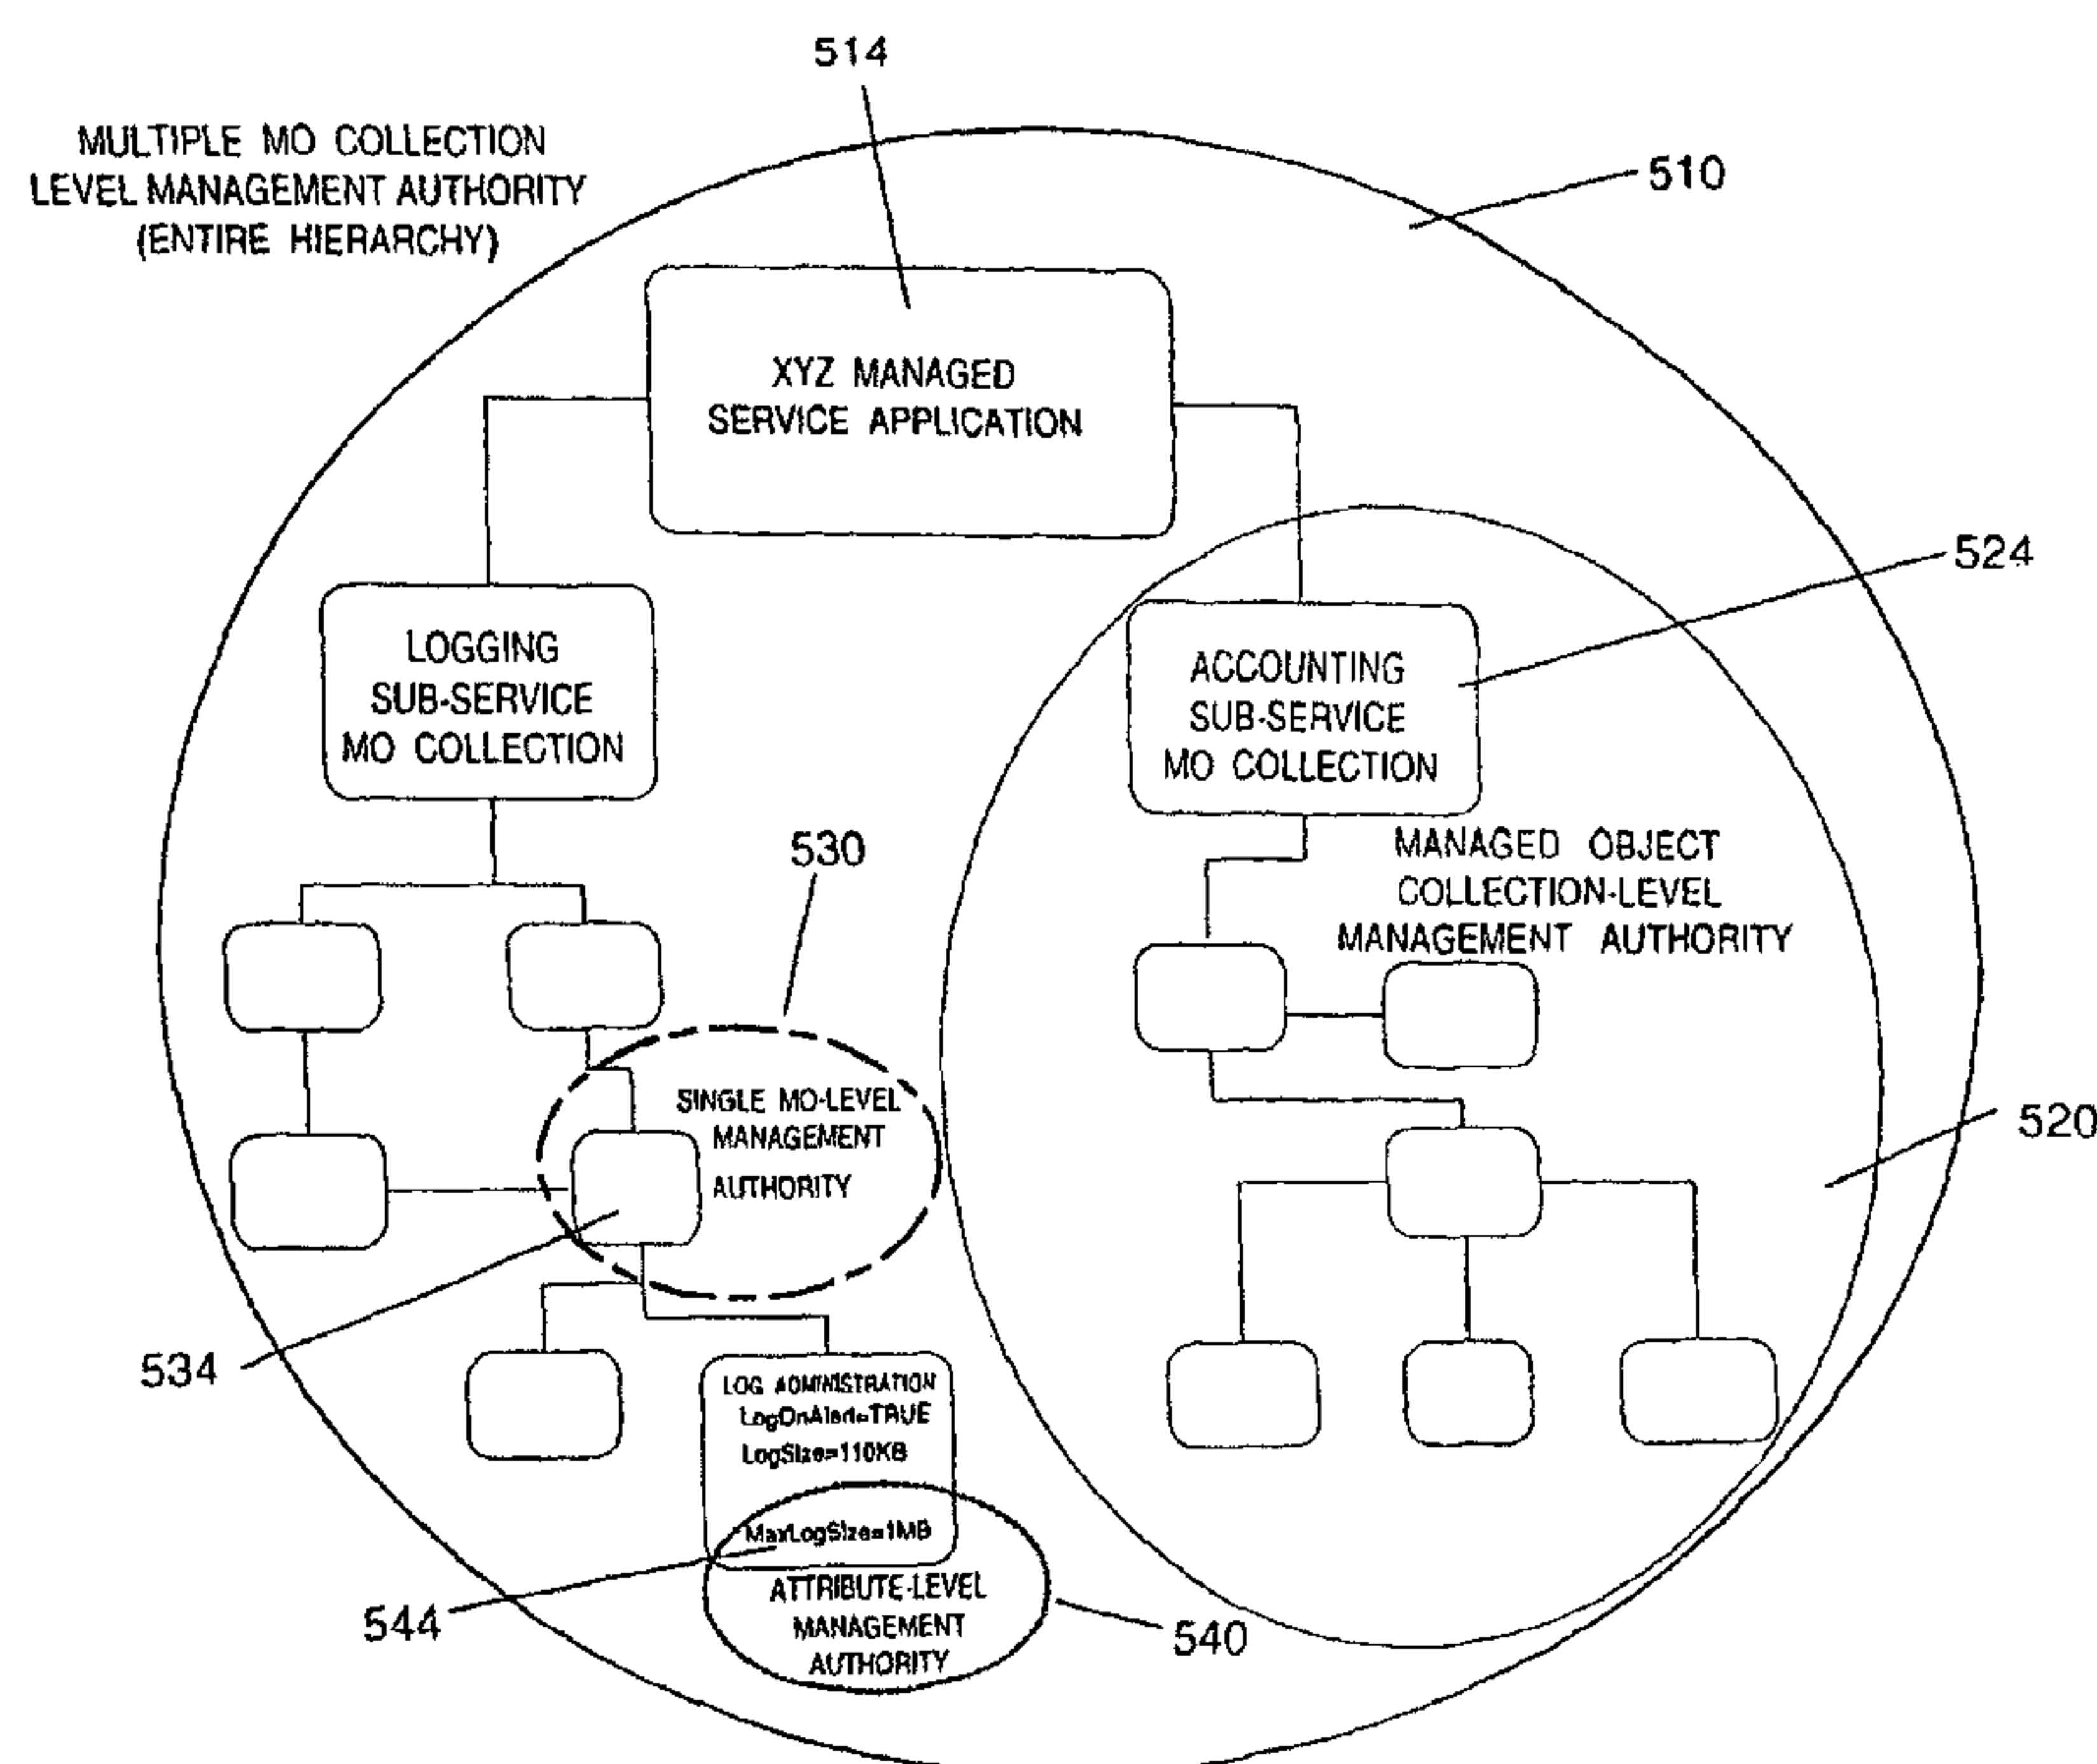 514
MULTIPLE MO COLLECTION
LEVEL MANAGEMENT AUTHORITY
(ENTIRE HIERARCHY)
510
XYZ MANAGED
SERVICE APPLICATION
524
LOGGING
SUB-SERVICE
MO COLLECTION
ACCOUNTING
SUB-SERVICE
MO COLLECTION
530
MANAGED OBJECT
COLLECTION-LEVEL
MANAGEMENT AUTHORITY
SINGLE MO-LEVEL
MANAGEMENT
AUTHORITY
520
534
LOG ADMINISTRATION
LogOnAlert=TRUE
LogSize=110KB
MaxLogSize=1MB
544
ATTRIBUTE-LEVEL
MANAGEMENT
AUTHORITY
540